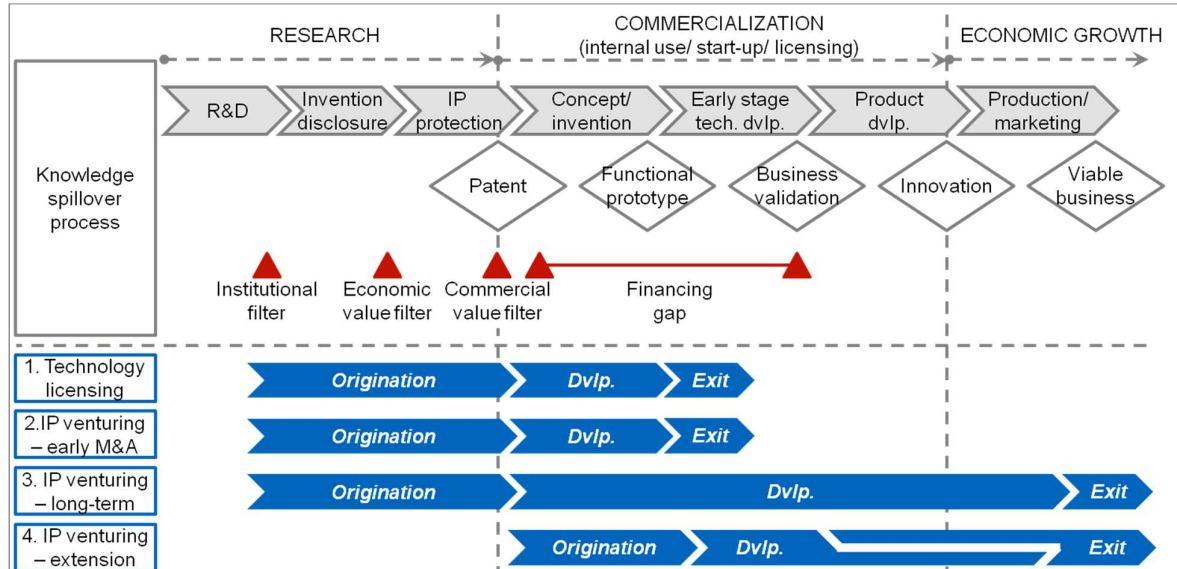 RESEARCH
COMMERCIALIZATION
(internal use/ start-up/ licensing)
ECONOMIC GROWTH
Knowledge
spillover
process
R&D
Invention
disclosure
IP
protection
Concept/
invention
Early stage
tech. dvlp.
Product
dvlp.
Production/
marketing
Patent
Functional
prototype
Business
validation
Innovation
Viable
business
Institutional
filter
Economic
value filter
Commercial
value filter
Financing
gap
1. Technology
licensing
Origination
Dvlp.
Exit
2.IP venturing
– early M&A
Origination
Dvlp.
Exit
3. IP venturing
– long-term
Origination
Dvlp.
Exit
4. IP venturing
– extension
Origination
Dvlp.
Exit